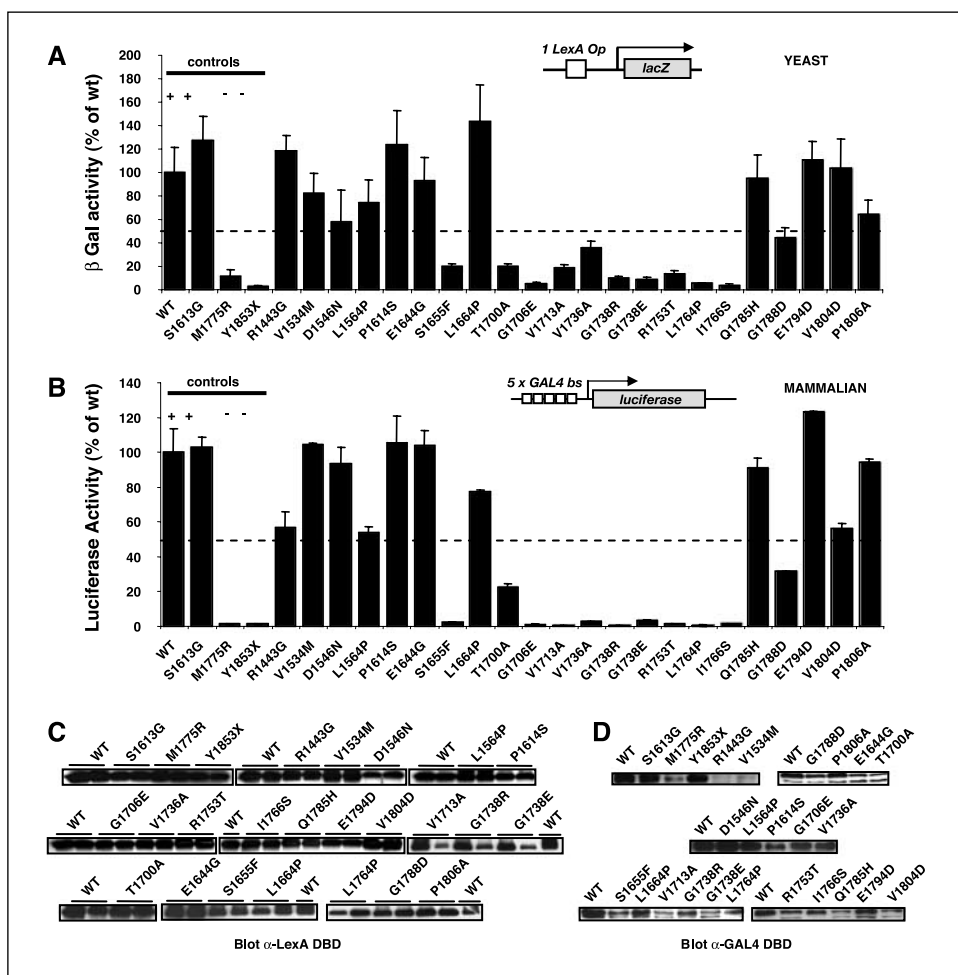 A
β Gal activity (% of wt)
200
180
160
140
120
100
80
60
40
20
0
controls
+ + - -
1 LexA Op
lacZ
YEAST
WT S1613G M1775R Y1853X R1443G V1534M D1546N L1564P P1614S E1644G S1655F L1664P T1700A G1706E V1713A V1736A G1738R G1738E R1753T L1764P I1766S Q1785H G1788D E1794D V1804D P1806A
B
Luciferase Activity (% of wt)
140
120
100
80
60
40
20
0
controls
+ + - -
5 x GAL4 bs
luciferase
MAMMALIAN
WT S1613G M1775R Y1853X R1443G V1534M D1546N L1564P P1614S E1644G S1655F L1664P T1700A G1706E V1713A V1736A G1738R G1738E R1753T L1764P I1766S Q1785H G1788D E1794D V1804D P1806A
C
WT S1613G M1775R Y1853X WT R1443G V1534M D1546N WT L1564P P1614S
WT G1706E V1736A R1753T WT I1766S Q1785H E1794D V1804D V1713A G1738R G1738E WT
WT T1700A E1644G S1655F L1664P WT L1764P G1788D P1806A WT
Blot α-LexA DBD
D
WT S1613G M1775R Y1853X R1443G V1534M WT G1788D P1806A E1644G T1700A
WT D1546N L1564P P1614S G1706E V1736A
WT S1655F L1664P V1713A G1738R G1738E L1764P WT R1753T I1766S Q1785H E1794D V1804D
Blot α-GAL4 DBD